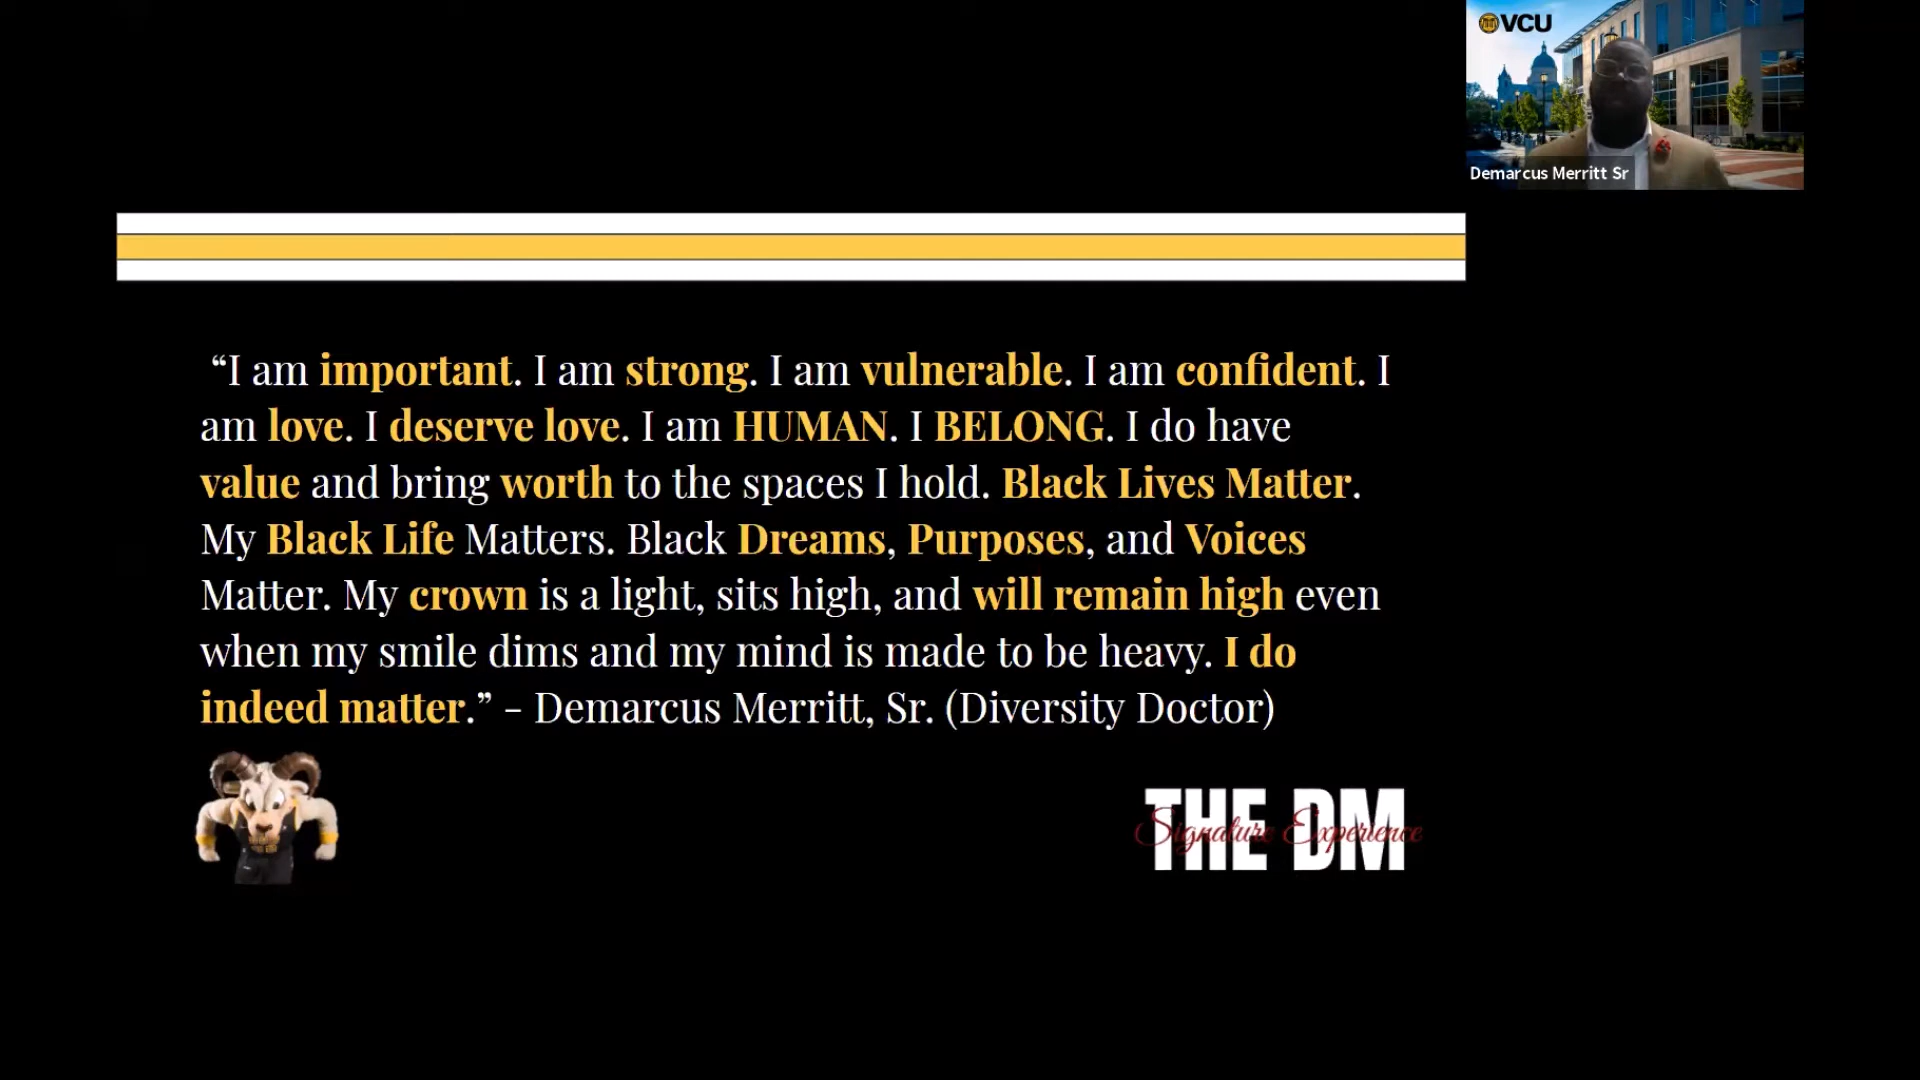 VCU
Demarcus Merritt Sr
“I am important. I am strong. I am vulnerable. I am confident. I
am love. I deserve love. I am HUMAN. I BELONG. I do have
value and bring worth to the spaces I hold. Black Lives Matter.
My Black Life Matters. Black Dreams, Purposes, and Voices
Matter. My crown is a light, sits high, and will remain high even
when my smile dims and my mind is made to be heavy. I do
indeed matter.” - Demarcus Merritt, Sr. (Diversity Doctor)
THE DM
Signature Experience